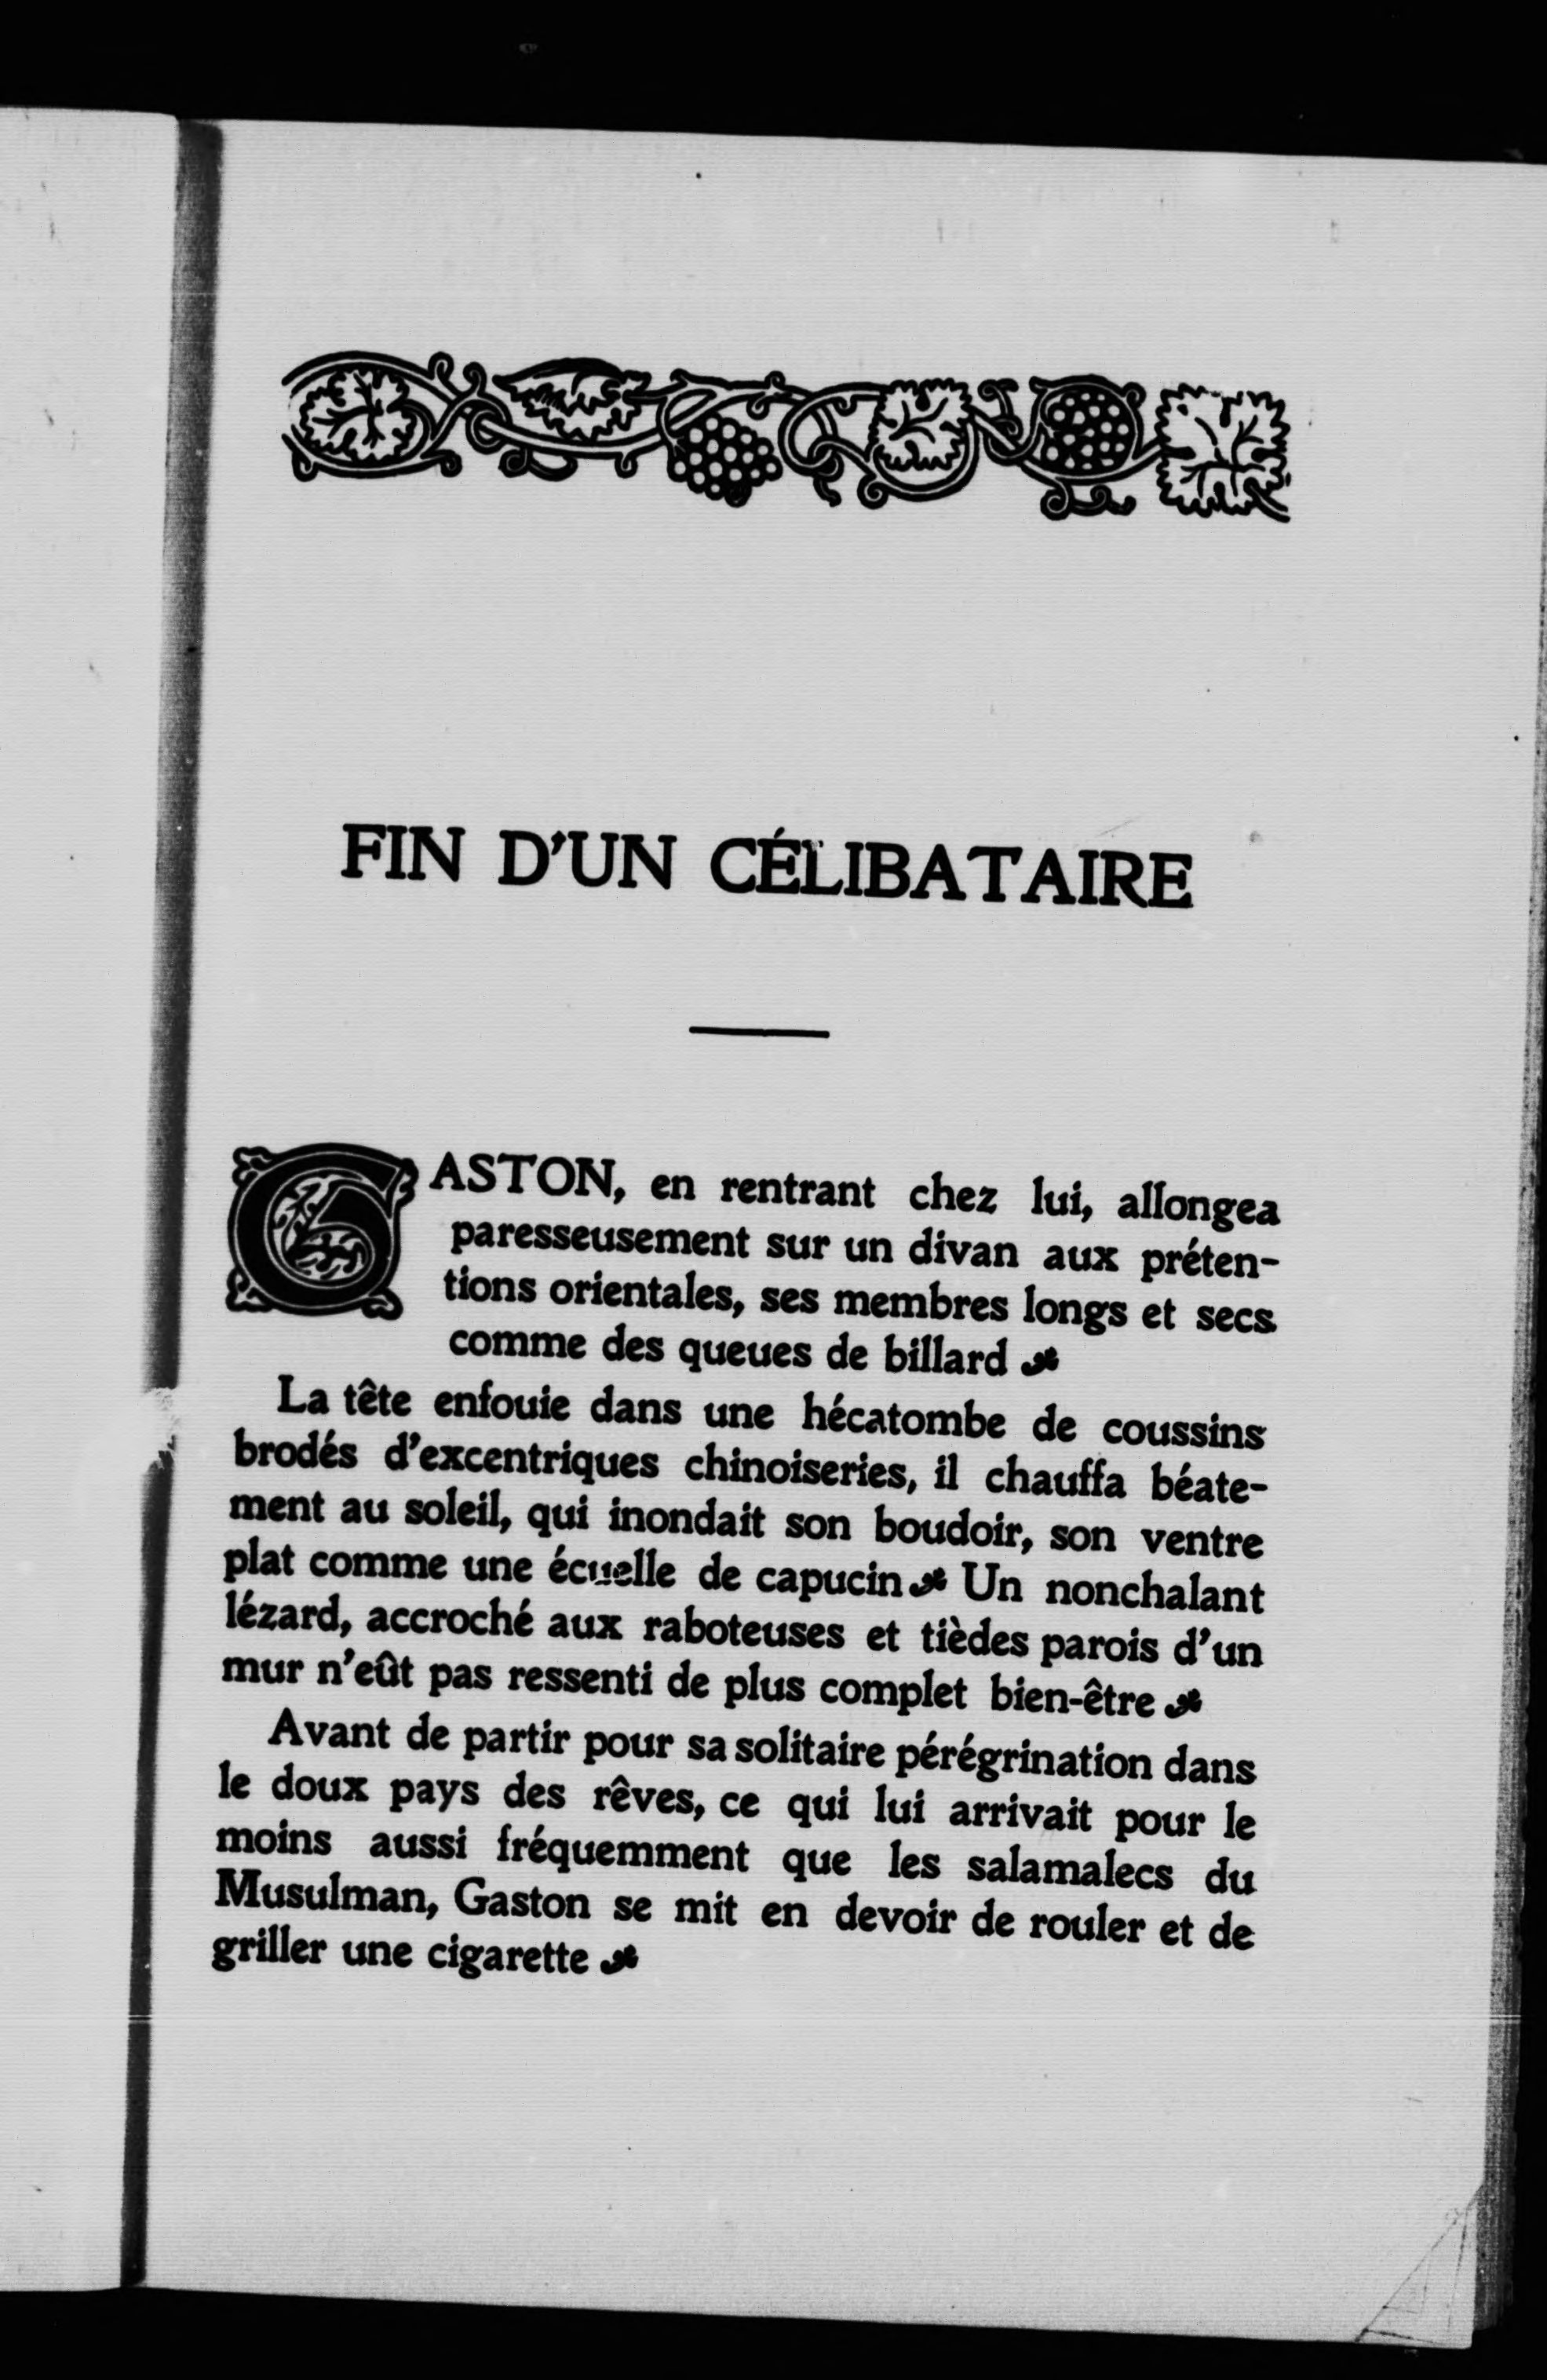 FIN D'UN CÉLIBATAIRE
GASTON, en rentrant chez lui, allongea
paresseusement sur un divan aux préten-
tions orientales, ses membres longs et secs
comme des queues de billard ❧
La tête enfouie dans une hécatombe de coussins
brodés d'excentriques chinoiseries, il chauffa béate-
ment au soleil, qui inondait son boudoir, son ventre
plat comme une écuelle de capucin ❧ Un nonchalant
lézard, accroché aux raboteuses et tièdes parois d'un
mur n'eût pas ressenti de plus complet bien-être ❧
Avant de partir pour sa solitaire pérégrination dans
le doux pays des rêves, ce qui lui arrivait pour le
moins aussi fréquemment que les salamalecs du
Musulman, Gaston se mit en devoir de rouler et de
griller une cigarette ❧